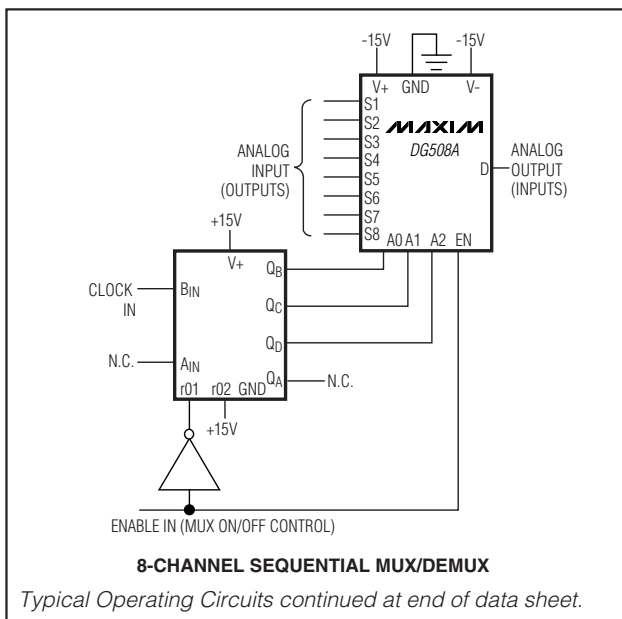 -15V
-15V
V+ GND V-
S1
S2
S3
S4
S5
S6
S7
S8
MAXIM
DG508A
D
ANALOG
INPUT
(OUTPUTS)
ANALOG
OUTPUT
(INPUTS)
A0 A1 A2 EN
+15V
V+
CLOCK
IN
BIN
N.C.
AIN
QB
QC
QD
QA
N.C.
r01 r02 GND
+15V
ENABLE IN (MUX ON/OFF CONTROL)
8-CHANNEL SEQUENTIAL MUX/DEMUX
Typical Operating Circuits continued at end of data sheet.